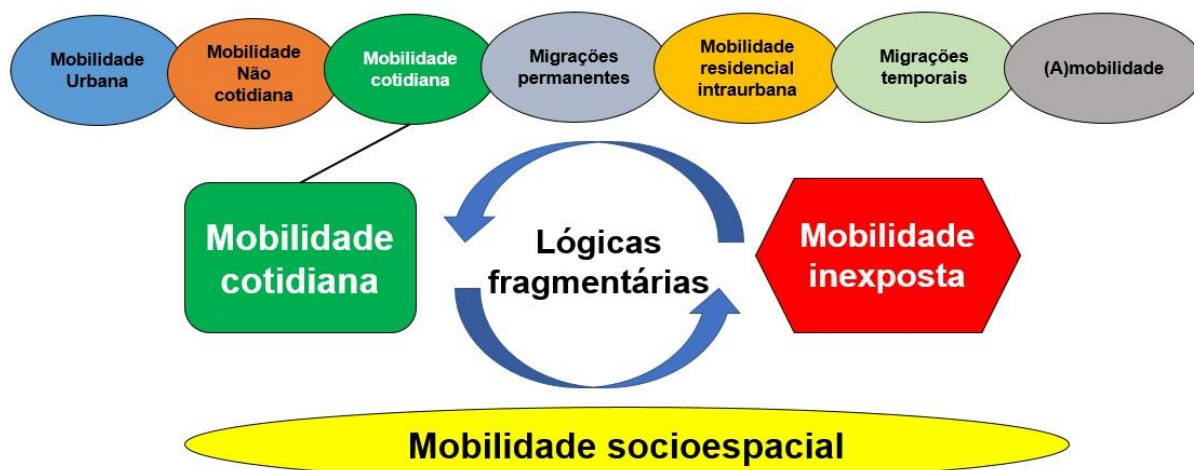 Mobilidade
Urbana
Mobilidade
Não
cotidiana
Mobilidade
cotidiana
Migrações
permanentes
Mobilidade
residencial
intraurbana
Migrações
temporais
(A)mobilidade
Mobilidade
cotidiana
Lógicas
fragmentárias
Mobilidade
inexposta
Mobilidade socioespacial